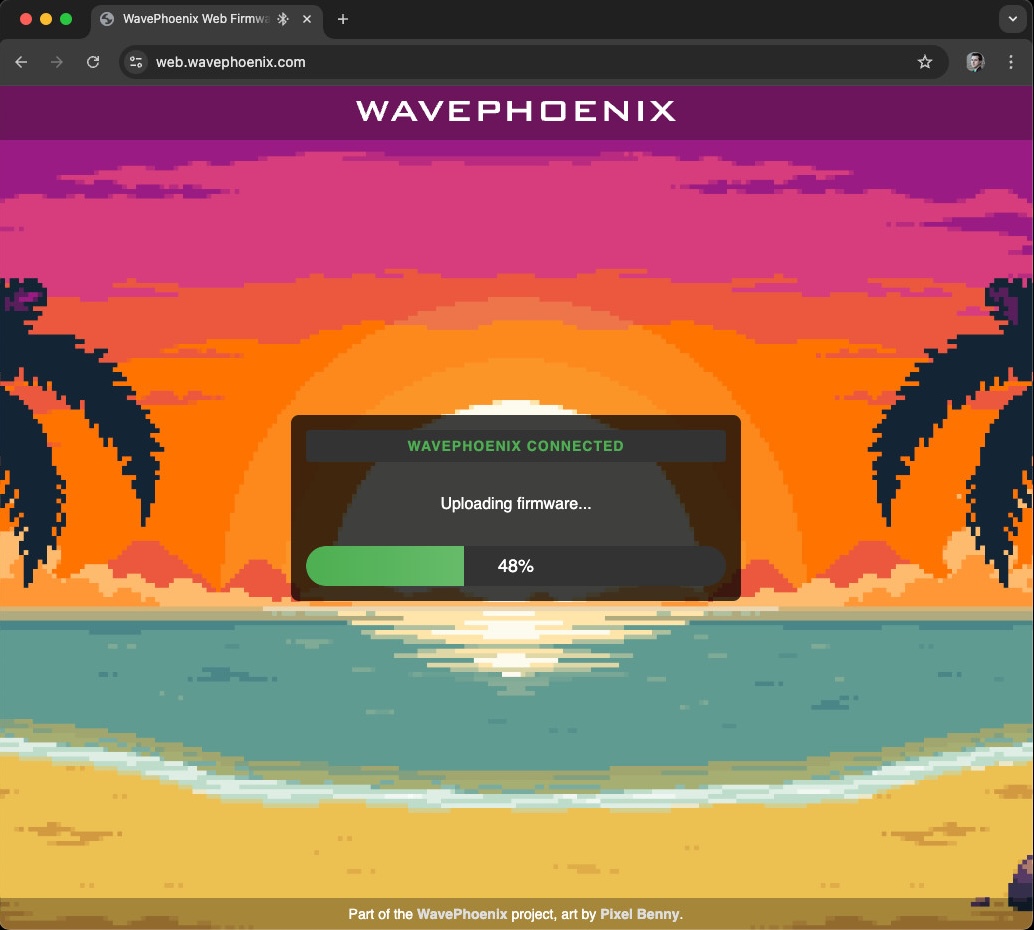 WavePhoenix Web Firmwa
web.wavephoenix.com
WAVEPHOENIX
WAVEPHOENIX CONNECTED
Uploading firmware...
48%
Part of the WavePhoenix project, art by Pixel Benny.